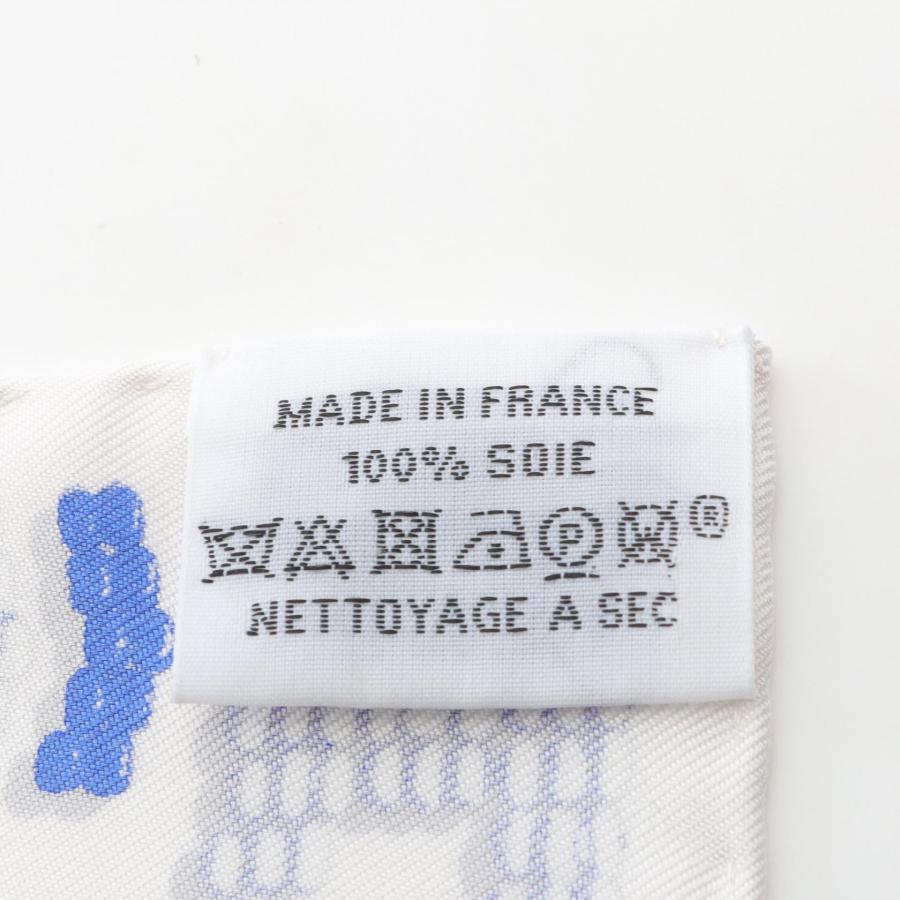 MADE IN FRANCE
100% SOIE
P W ®
NETTOYAGE A SEC